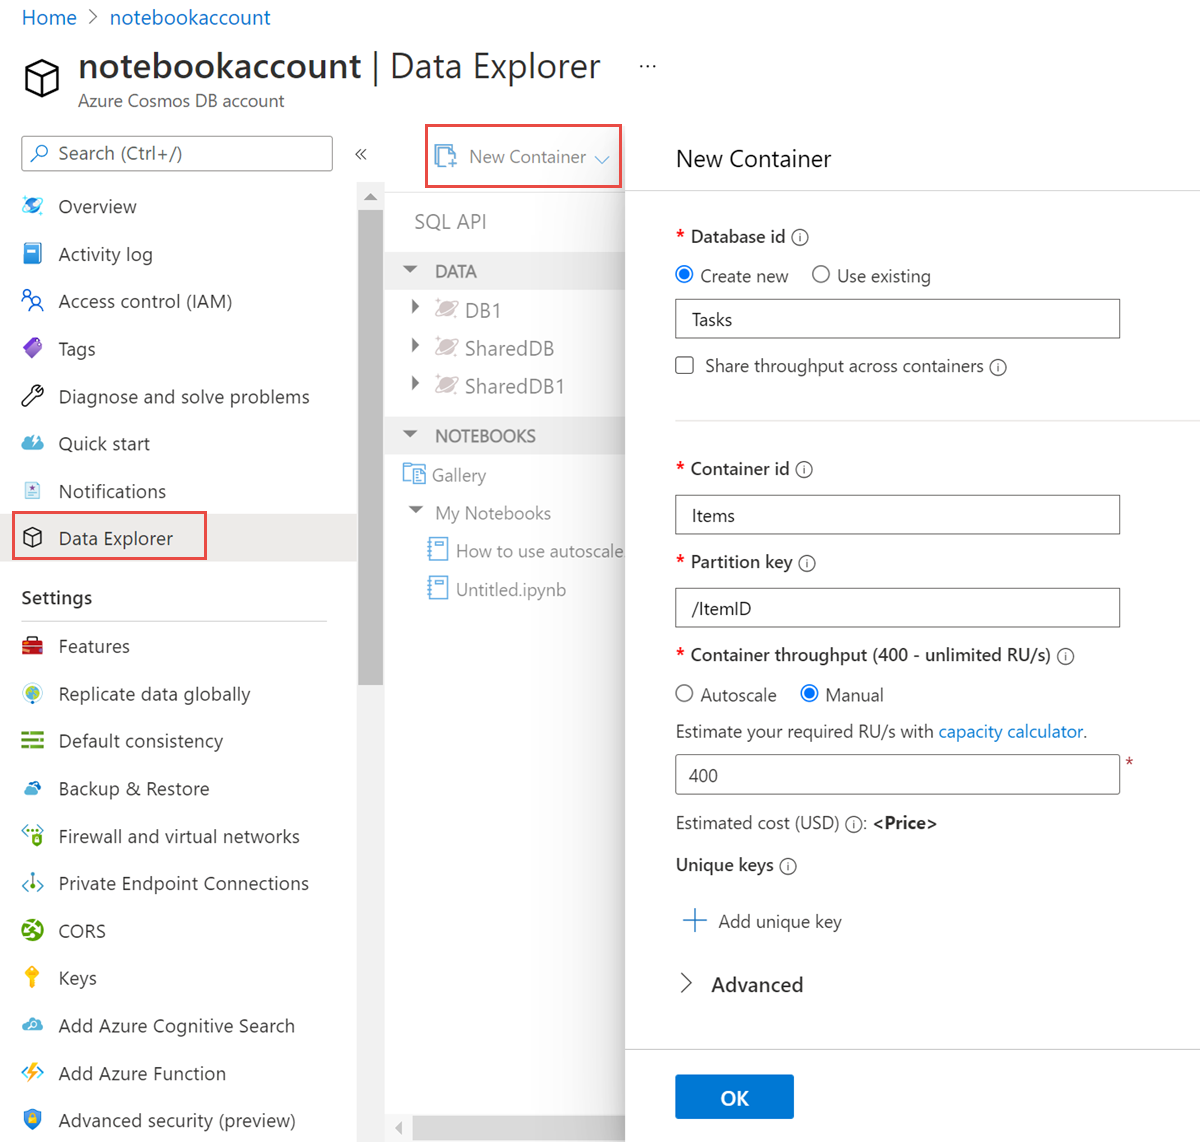 Home > notebookaccount
notebookaccount | Data Explorer ...
Azure Cosmos DB account
Search (Ctrl+/)
«
Overview
Activity log
Access control (IAM)
Tags
Diagnose and solve problems
Quick start
Notifications
Data Explorer
Settings
Features
Replicate data globally
Default consistency
Backup & Restore
Firewall and virtual networks
Private Endpoint Connections
CORS
Keys
Add Azure Cognitive Search
Add Azure Function
Advanced security (preview)
New Container
SQL API
DATA
DB1
SharedDB
SharedDB1
NOTEBOOKS
Gallery
My Notebooks
How to use autoscale
Untitled.ipynb
New Container
* Database id
Create new Use existing
Tasks
Share throughput across containers
* Container id
Items
* Partition key
/ItemID
* Container throughput (400 - unlimited RU/s)
Autoscale Manual
Estimate your required RU/s with capacity calculator.
400 *
Estimated cost (USD) : <Price>
Unique keys
Add unique key
Advanced
OK